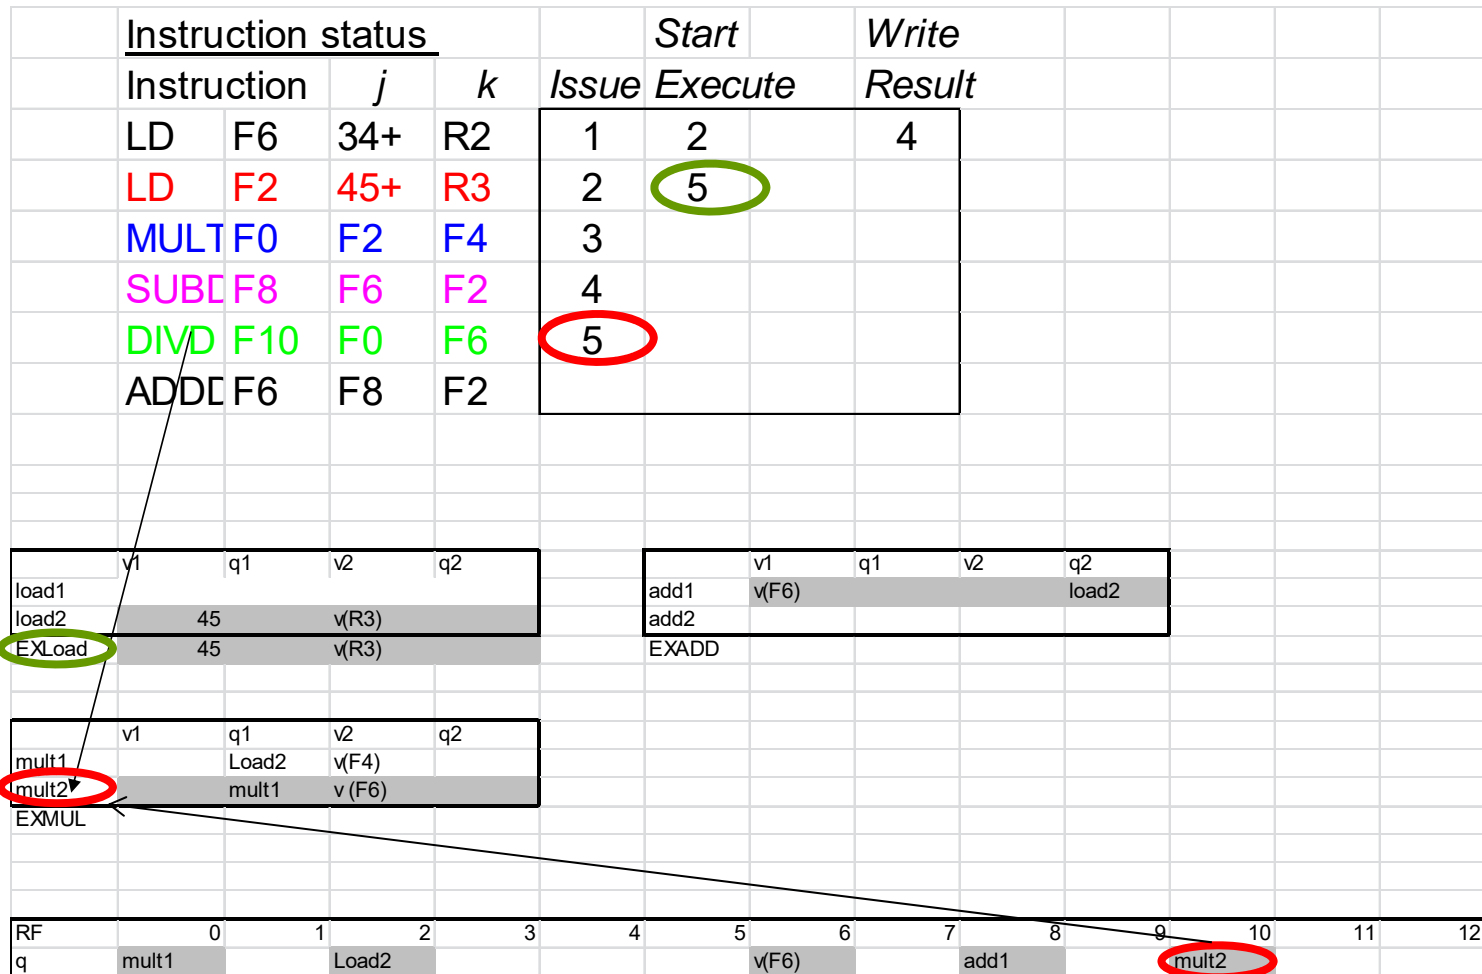 Instruction status Start Write
Instruction j k Issue Execute Result
LD F6 34+ R2 1 2 4
LD F2 45+ R3 2 5
MULT F0 F2 F4 3
SUBD F8 F6 F2 4
DIVD F10 F0 F6 5
ADDD F6 F8 F2
v1 q1 v2 q2 v1 q1 v2 q2
load1 add1 v(F6) load2
load2 45 v(R3) add2
EXLoad 45 v(R3) EXADD
v1 q1 v2 q2
mult1 Load2 v(F4)
mult2 mult1 v (F6)
EXMUL
RF 0 1 2 3 4 5 6 7 8 9 10 11 12
q mult1 Load2 v(F6) add1 mult2